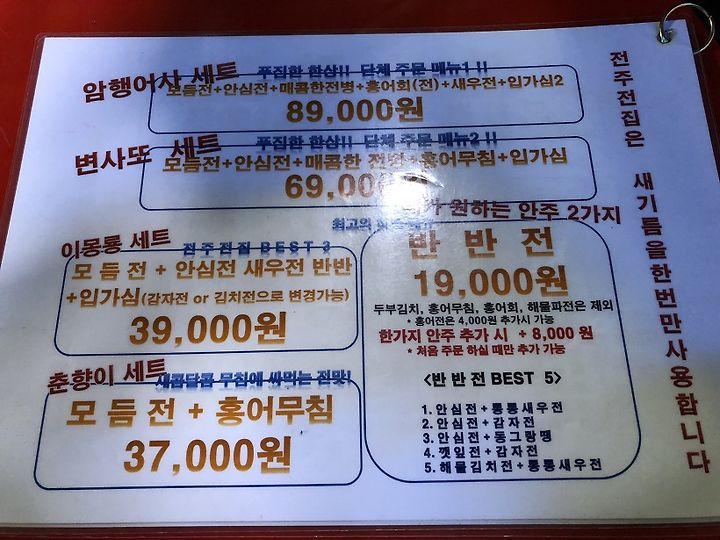 암행어사 세트
푸짐한 한상!! 단체 주문 메뉴1 !!
모듬전+안심전+매콤한전병+홍어회(전)+새우전+입가심2
89,000원
변사또 세트
푸짐한 한상!! 단체 주문 메뉴2 !!
모듬전+안심전+매콤한 전병+홍어무침+입가심
이몽룡 세트
전주전집 BEST 3
모 듬 전 + 안심전 새우전 반반
+입가심(감자전 or 김치전으로 변경가능)
39,000원
춘향이 세트
새콤달콤 무침에 싸먹는 전맛!
모 듬 전 + 홍어무침
37,000원
최고의
원하는 안주 2가지
반 반 전
19,000원
두부김치, 홍어무침, 홍어회, 해물파전은 제외
* 홍어전은 4,000원 추가시 가능
한가지 안주 추가 시 + 8,000 원
* 처음 주문 하실 때만 추가 가능
<반 반 전 BEST 5>
1. 안심전+통통새우전
2. 안심전+감자전
3. 안심전+동그랑땡
4. 깻잎전+감자전
5. 해물김치전+통통새우전
전주전집은 새기름을한번만사용합니다